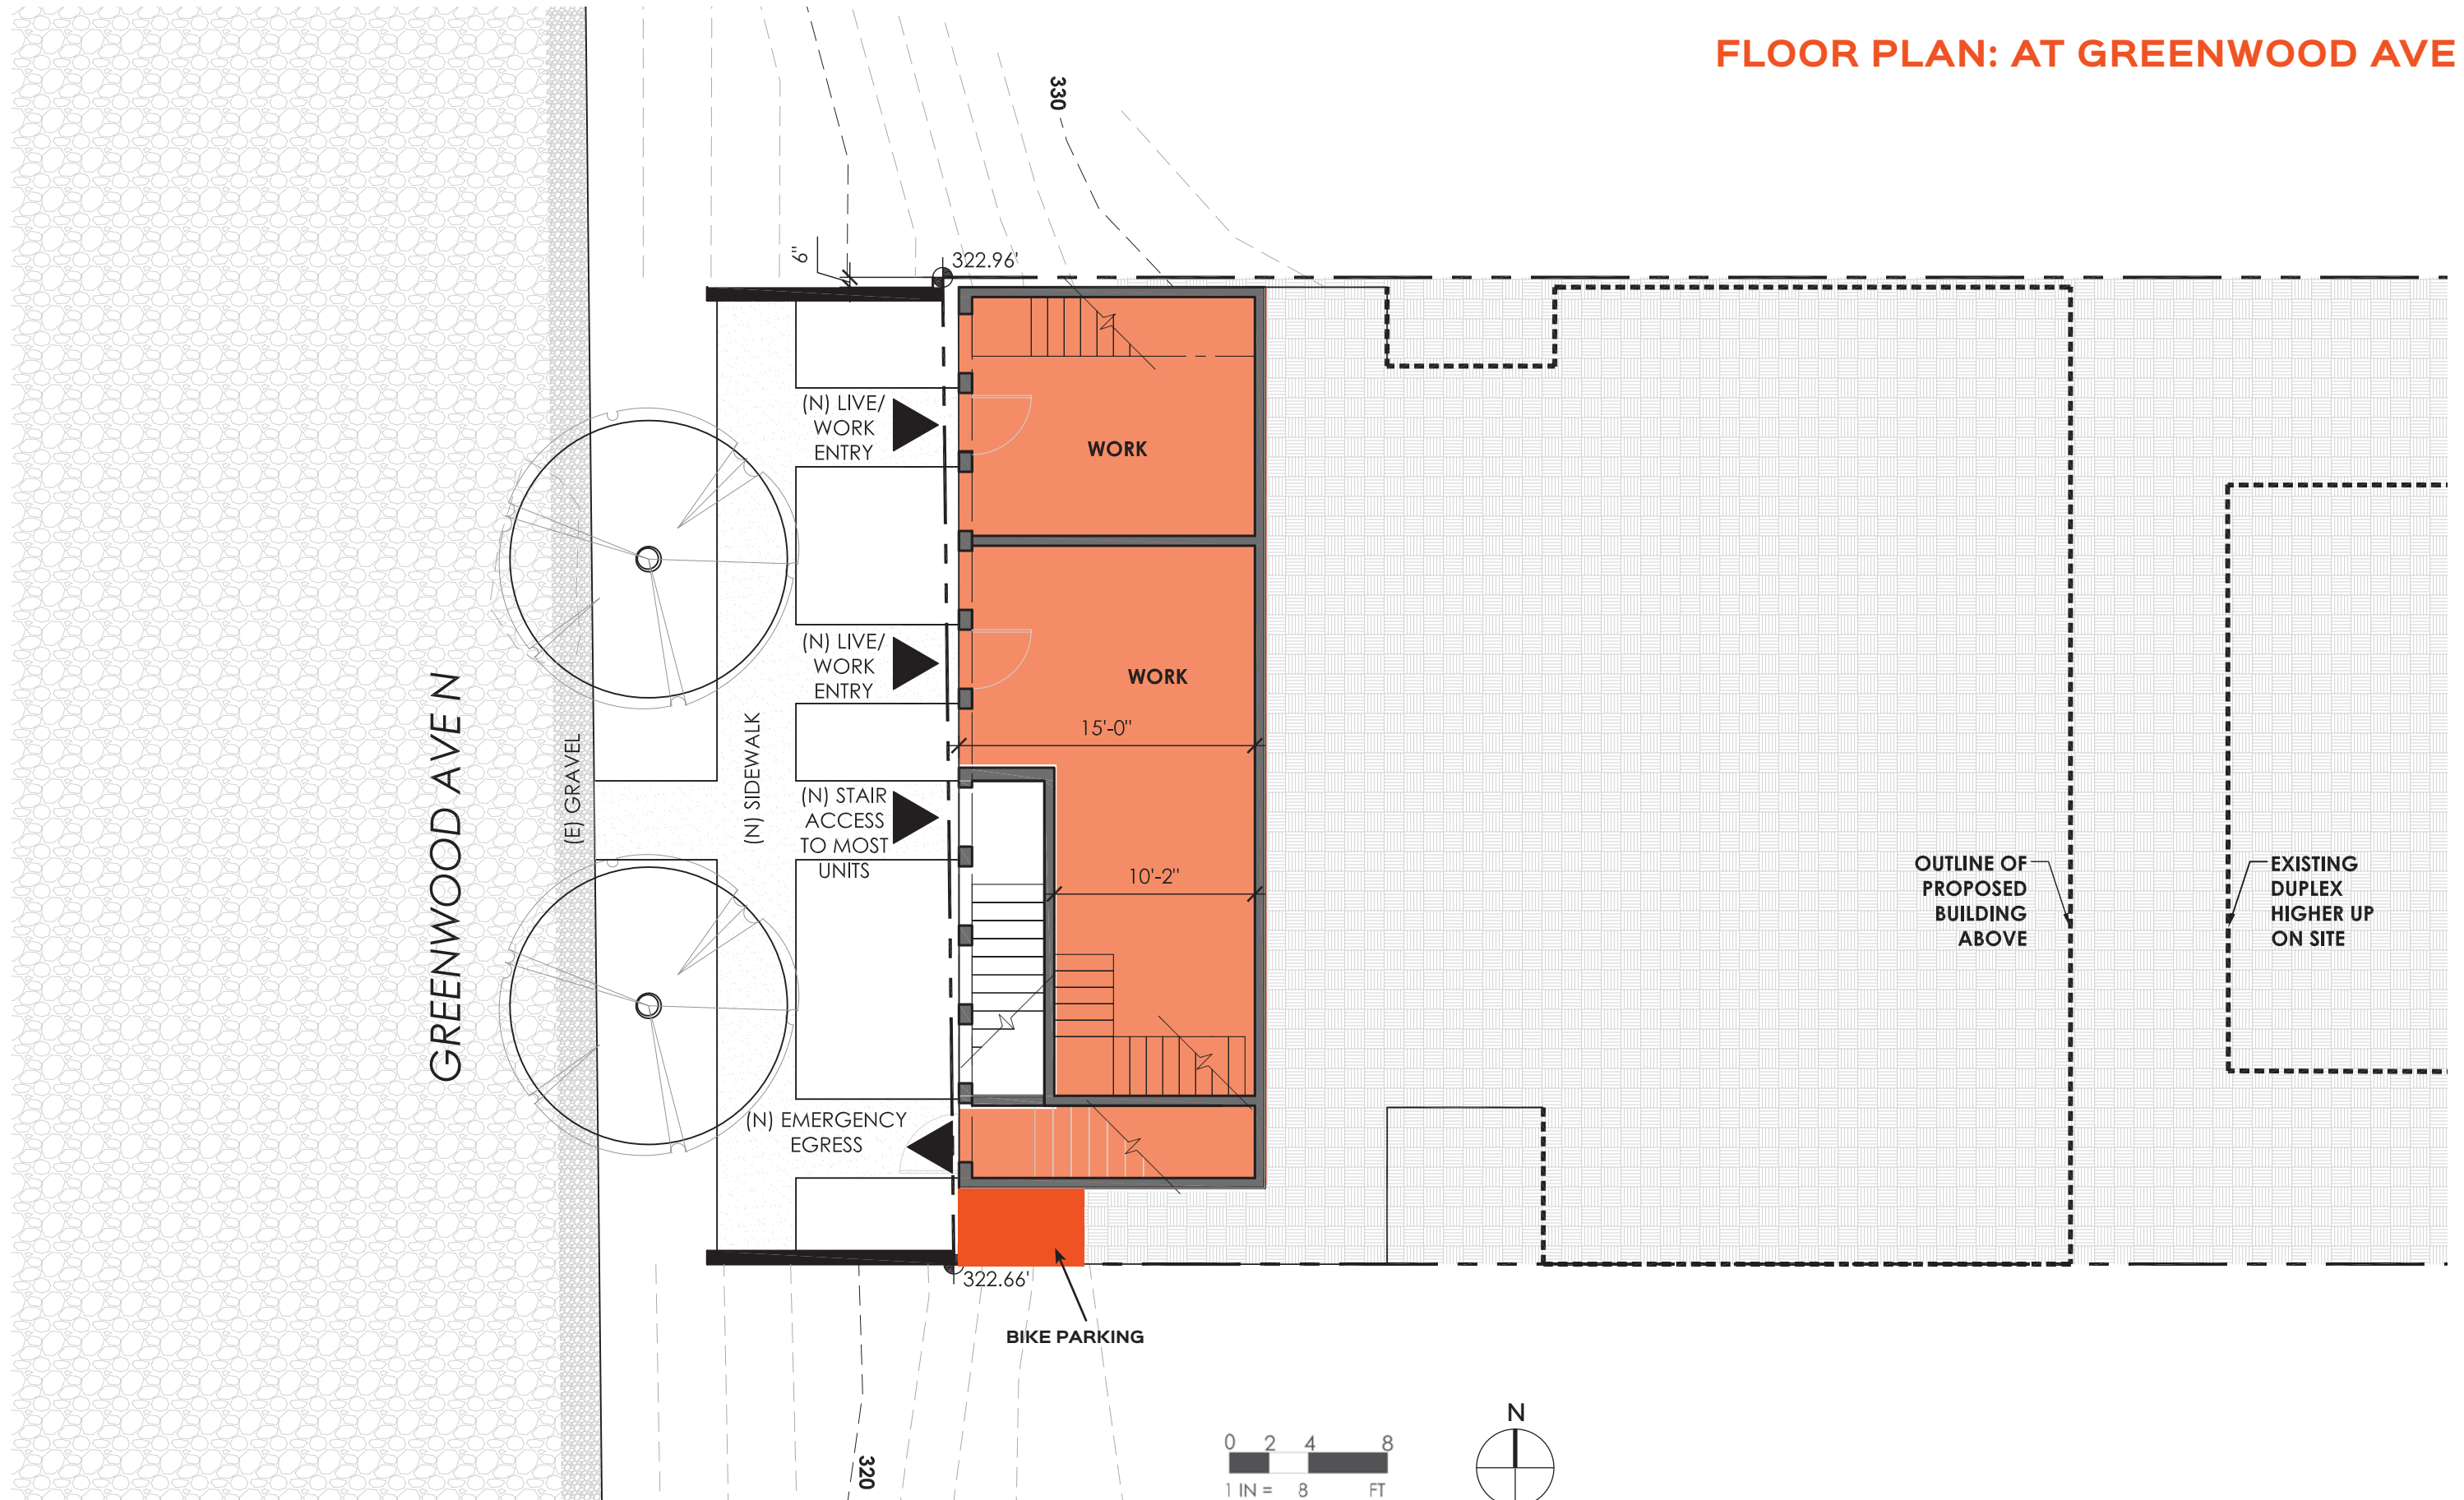 FLOOR PLAN: AT GREENWOOD AVE
330
6"
322.96'
(N) LIVE/
WORK
ENTRY
WORK
(N) LIVE/
WORK
ENTRY
WORK
15'-0"
GREENWOOD AVE N
(E) GRAVEL
(N) SIDEWALK
(N) STAIR
ACCESS
TO MOST
UNITS
10'-2"
OUTLINE OF
PROPOSED
BUILDING
ABOVE
EXISTING
DUPLEX
HIGHER UP
ON SITE
(N) EMERGENCY
EGRESS
322.66'
BIKE PARKING
320
0 2 4 8
1 IN = 8 FT
N